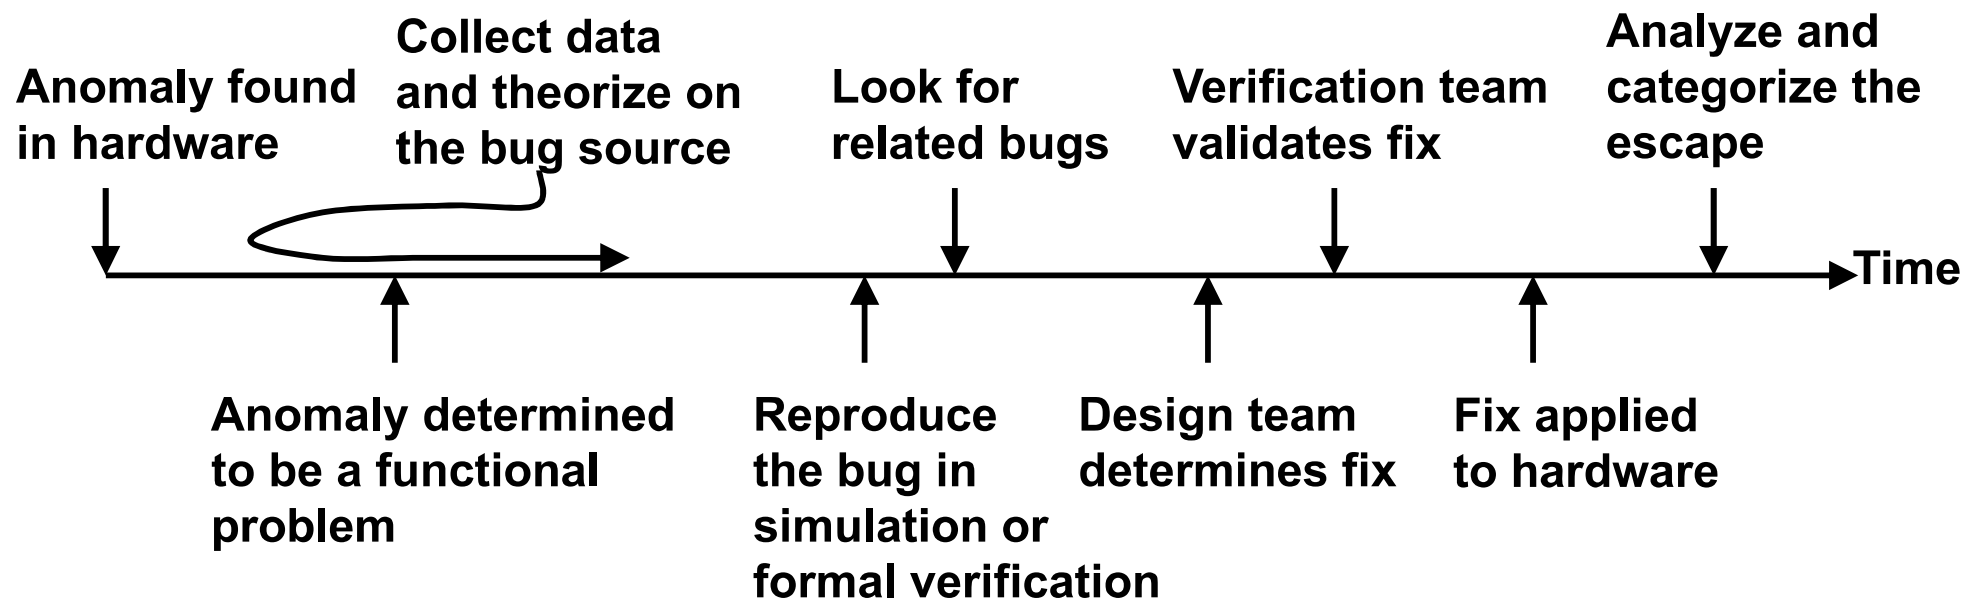 Anomaly found
in hardware
Collect data
and theorize on
the bug source
Look for
related bugs
Verification team
validates fix
Analyze and
categorize the
escape
Time
Anomaly determined
to be a functional
problem
Reproduce
the bug in
simulation or
formal verification
Design team
determines fix
Fix applied
to hardware